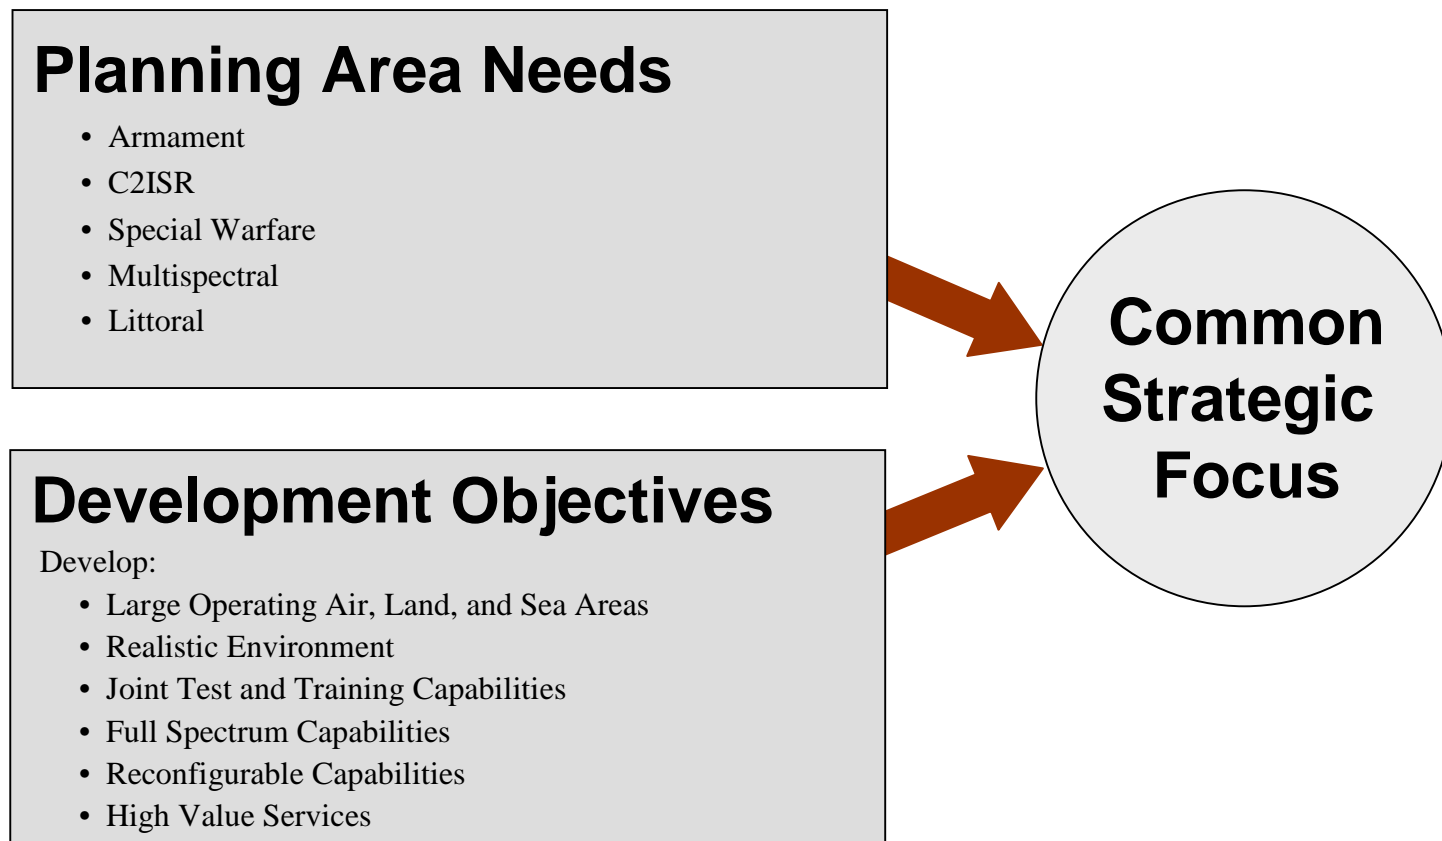 Planning Area Needs
• Armament
• C2ISR
• Special Warfare
• Multispectral
• Littoral
Development Objectives
Develop:
• Large Operating Air, Land, and Sea Areas
• Realistic Environment
• Joint Test and Training Capabilities
• Full Spectrum Capabilities
• Reconfigurable Capabilities
• High Value Services
Common
Strategic
Focus